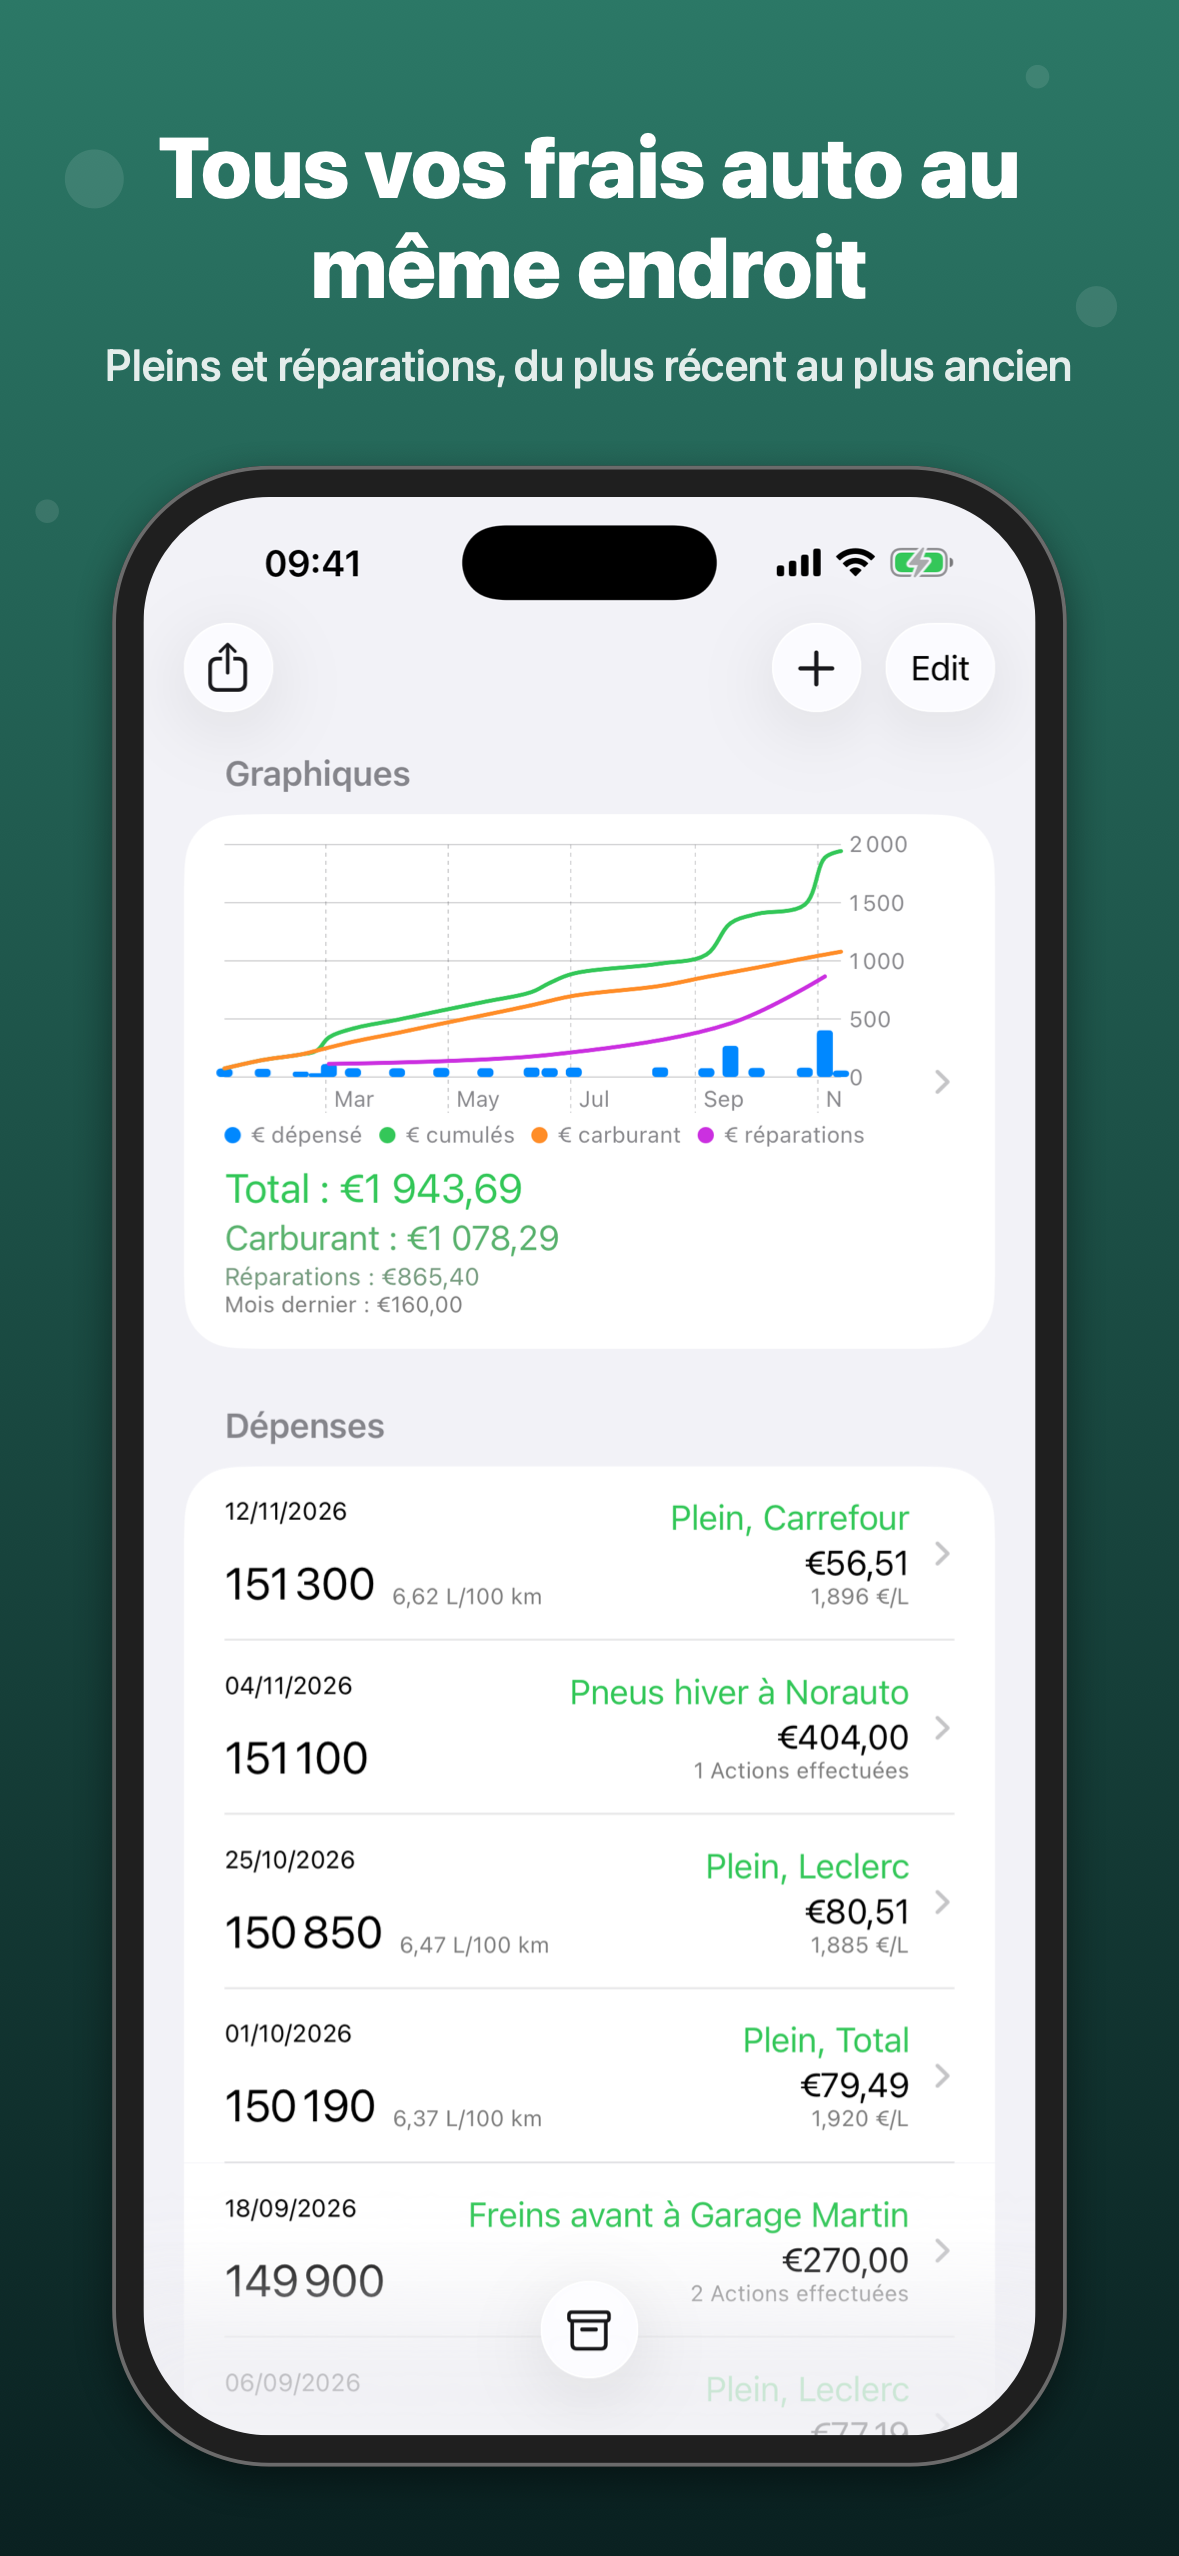 Tous vos frais auto au
même endroit
Pleins et réparations, du plus récent au plus ancien
09:41
Edit
Graphiques
2 000
1 500
1 000
500
0
Mar May Jul Sep N
€ dépensé € cumulés € carburant € réparations
Total : €1 943,69
Carburant : €1 078,29
Réparations : €865,40
Mois dernier : €160,00
Dépenses
12/11/2026
Plein, Carrefour
€56,51
151 300 6,62 L/100 km
1,896 €/L
04/11/2026
Pneus hiver à Norauto
€404,00
151 100
1 Actions effectuées
25/10/2026
Plein, Leclerc
€80,51
150 850 6,47 L/100 km
1,885 €/L
01/10/2026
Plein, Total
€79,49
150 190 6,37 L/100 km
1,920 €/L
18/09/2026
Freins avant à Garage Martin
€270,00
149 900
2 Actions effectuées
06/09/2026
Plein, Leclerc
€77,19